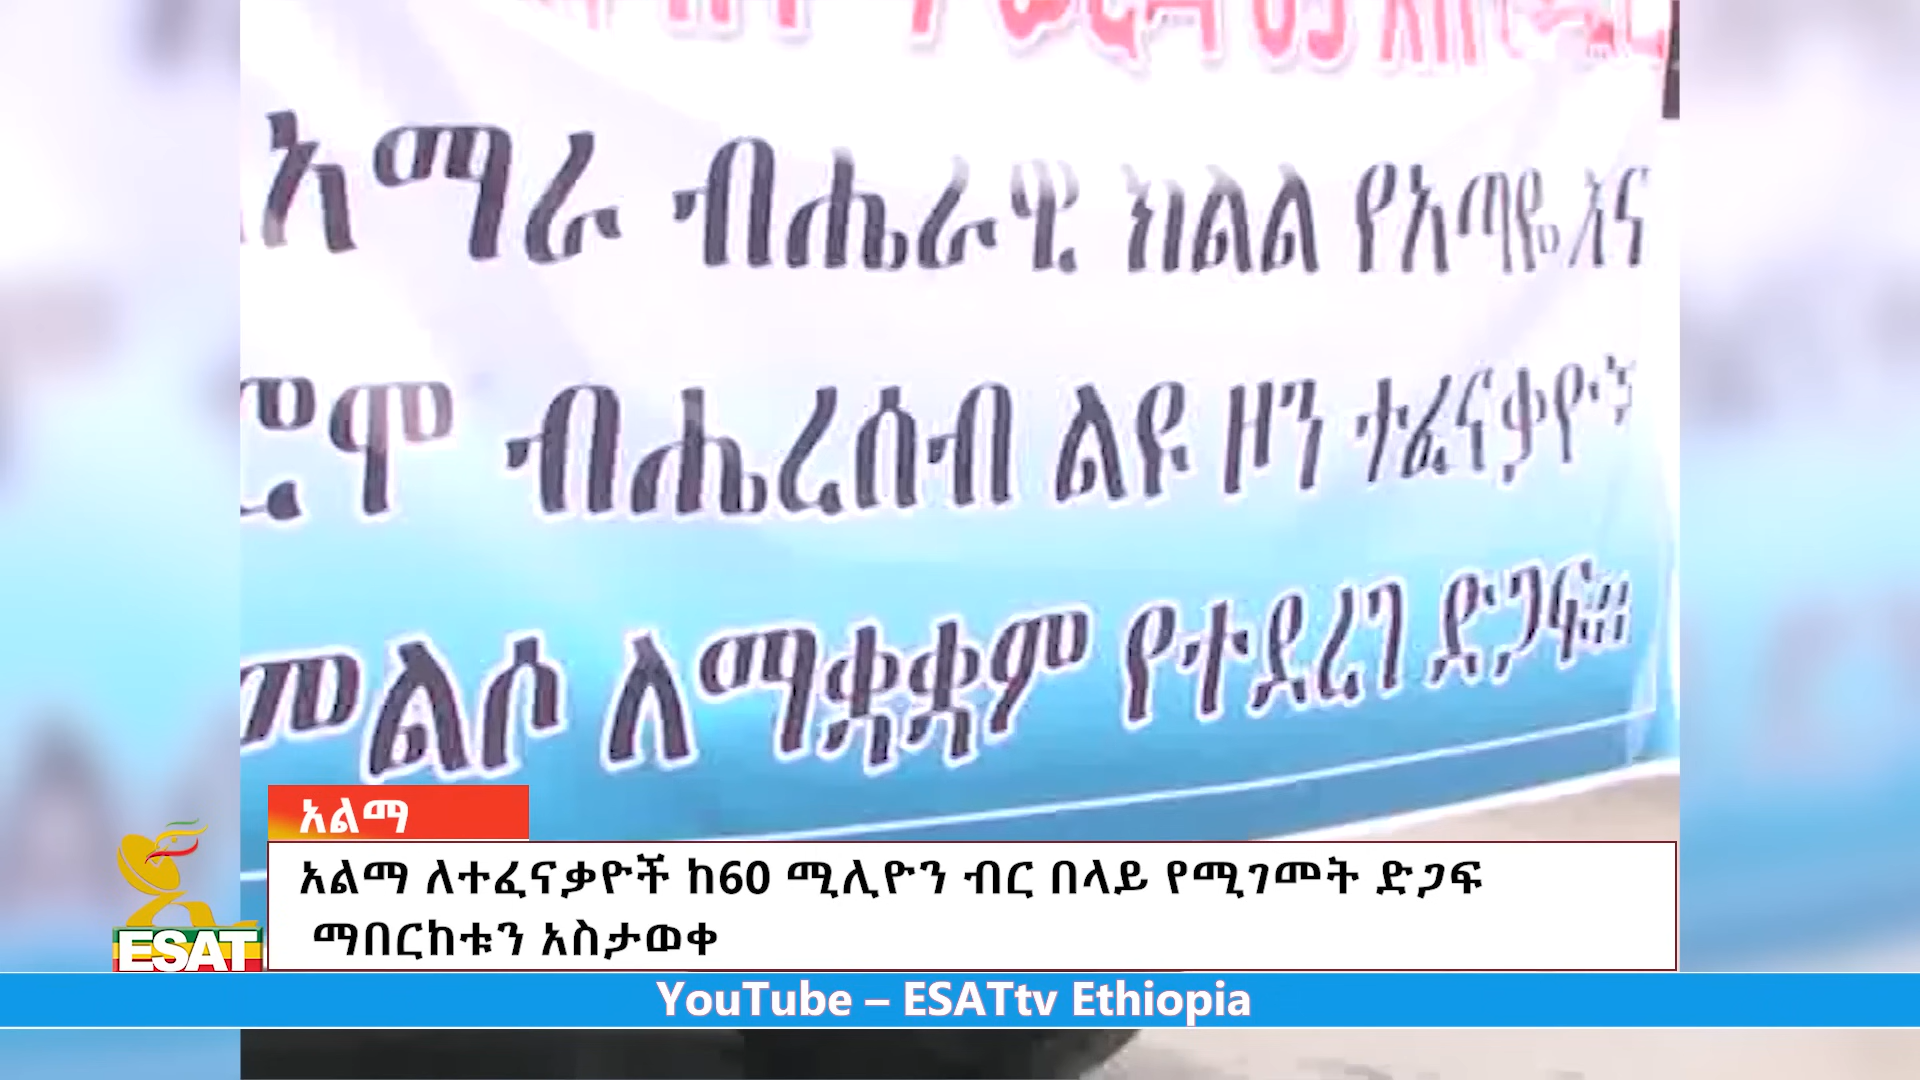 አማራ ብሔራዊ ክልል የአጣዬ እና
ብሔረሰብ ልዩ ዞን ተፈናቃዮች
መልሶ ለማቋቋም የተደረገ ድጋፍ።
አልማ
አልማ ለተፈናቃዮች ከ60 ሚሊዮን ብር በላይ የሚገመት ድጋፍ
ማበርከቱን አስታወቀ
ESAT
YouTube – ESATtv Ethiopia